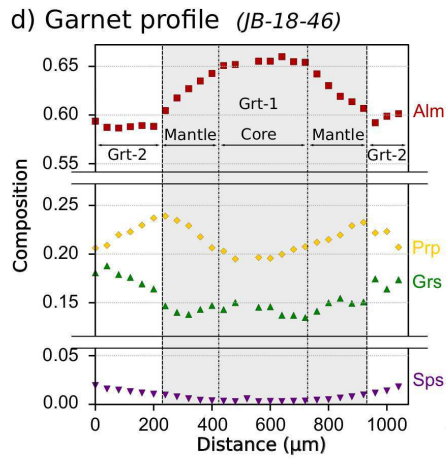 d) Garnet profile (JB-18-46)
0.65
Alm
Grt-1
0.60
Mantle Core Mantle
Grt-2 Grt-2
0.55
Composition
0.25
Prp
0.20
Grs
0.15
0.05
Sps
0.00
0 200 400 600 800 1000
Distance (μm)